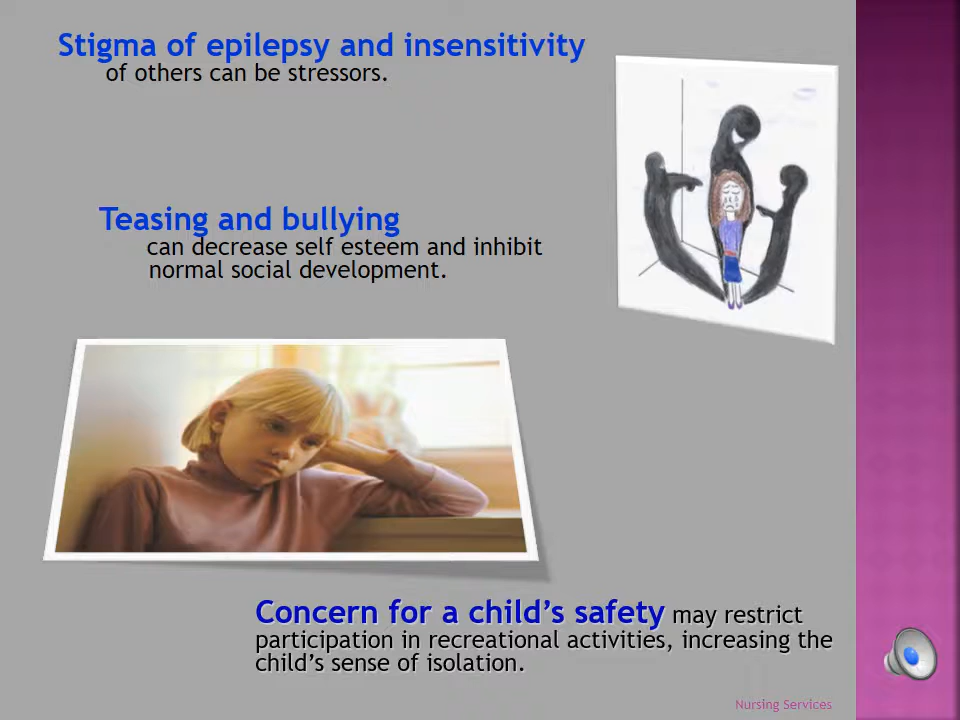 Stigma of epilepsy and insensitivity
of others can be stressors.
Teasing and bullying
can decrease self esteem and inhibit
normal social development.
Concern for a child’s safety may restrict
participation in recreational activities, increasing the
child’s sense of isolation.
Nursing Services